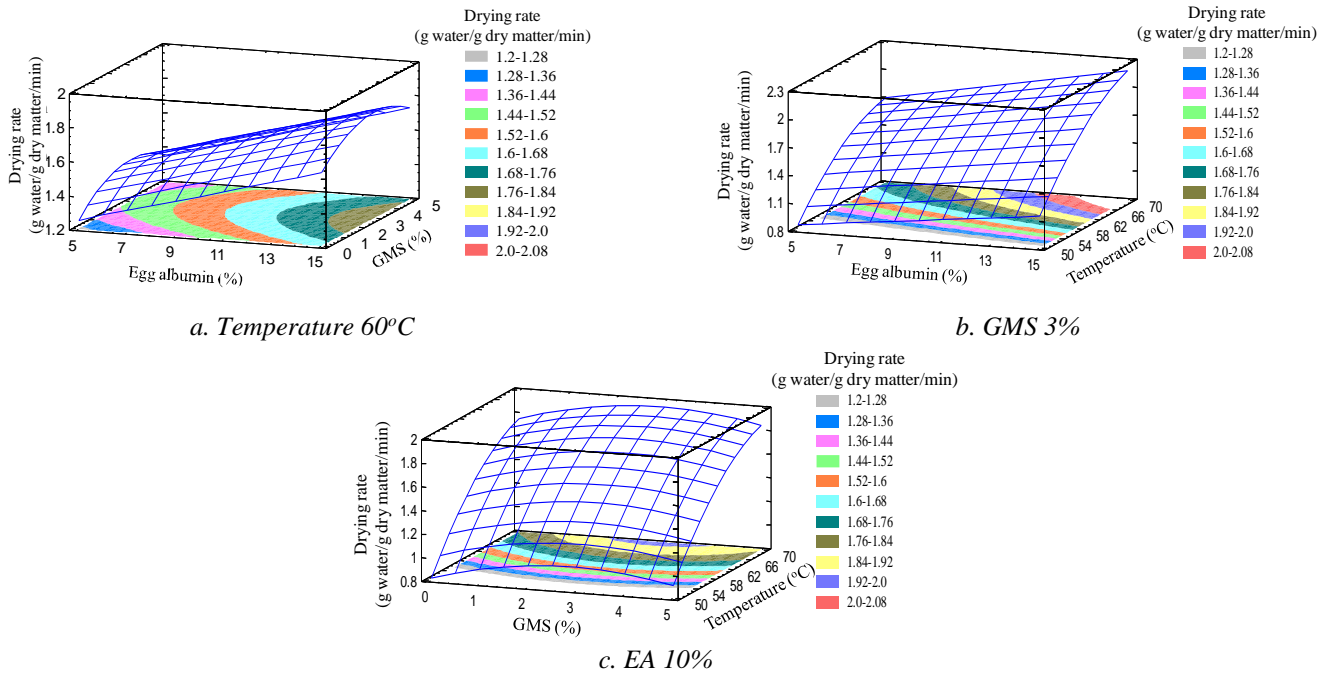 Drying rate
(g water/g dry matter/min)
1.2-1.28
1.28-1.36
1.36-1.44
1.44-1.52
1.52-1.6
1.6-1.68
1.68-1.76
1.76-1.84
1.84-1.92
1.92-2.0
2.0-2.08
Drying rate
(g water/g dry matter/min)
2
1.8
1.6
1.4
1.2
5 7 9 11 13 15
Egg albumin (%)
0 1 2 3 4 5
GMS (%)
a. Temperature 60°C
Drying rate
(g water/g dry matter/min)
1.2-1.28
1.28-1.36
1.36-1.44
1.44-1.52
1.52-1.6
1.6-1.68
1.68-1.76
1.76-1.84
1.84-1.92
1.92-2.0
2.0-2.08
Drying rate
(g water/g dry matter/min)
2.3
2
1.7
1.4
1.1
0.8
5 7 9 11 13 15
Egg albumin (%)
50 54 58 62 66 70
Temperature (°C)
b. GMS 3%
Drying rate
(g water/g dry matter/min)
1.2-1.28
1.28-1.36
1.36-1.44
1.44-1.52
1.52-1.6
1.6-1.68
1.68-1.76
1.76-1.84
1.84-1.92
1.92-2.0
2.0-2.08
Drying rate
(g water/g dry matter/min)
2
1.8
1.6
1.4
1.2
1
0.8
0 1 2 3 4 5
GMS (%)
50 54 58 62 66 70
Temperature (°C)
c. EA 10%